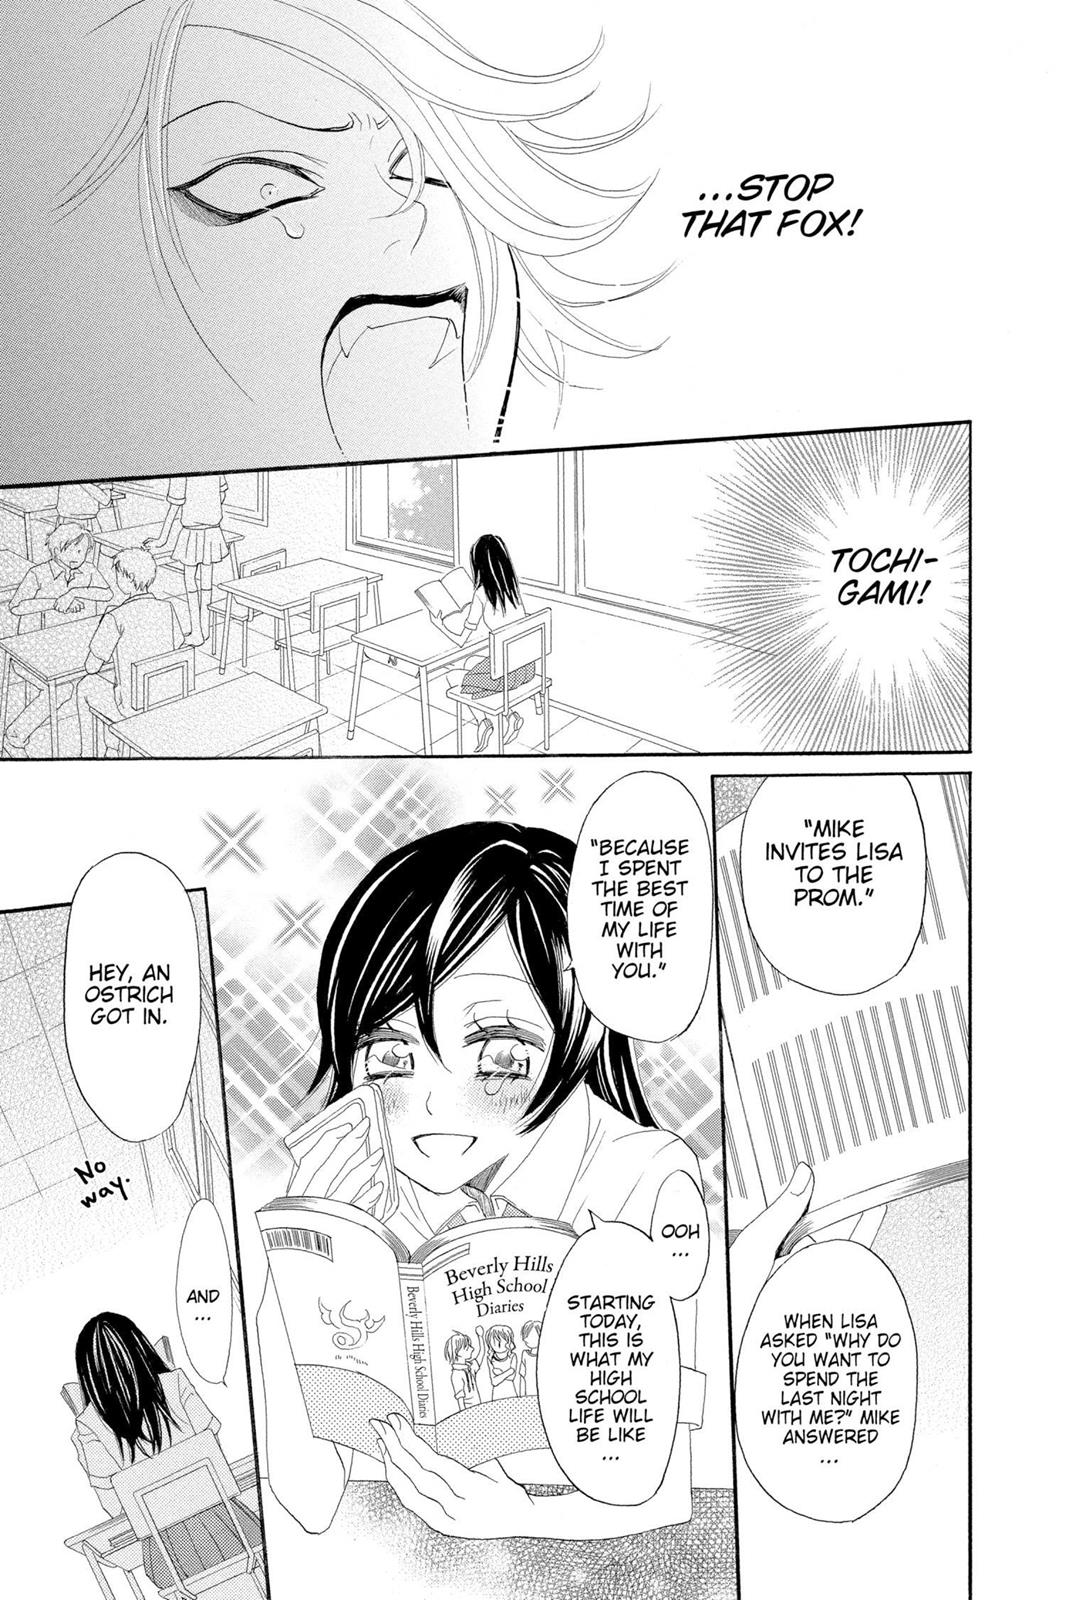 ...STOP
THAT FOX!
TOCHI-
GAMI!
"MIKE
INVITES LISA
TO THE
PROM."
WHEN LISA
ASKED "WHY DO
YOU WANT TO
SPEND THE
LAST NIGHT
WITH ME?" MIKE
ANSWERED
...
"BECAUSE
I SPENT
THE BEST
TIME OF
MY LIFE
WITH
YOU."
OOH
...
STARTING
TODAY,
THIS IS
WHAT MY
HIGH
SCHOOL
LIFE WILL
BE LIKE
...
Beverly Hills
High School
Diaries
Beverly Hills High School Diaries
HEY, AN
OSTRICH
GOT IN.
No
way.
AND
...